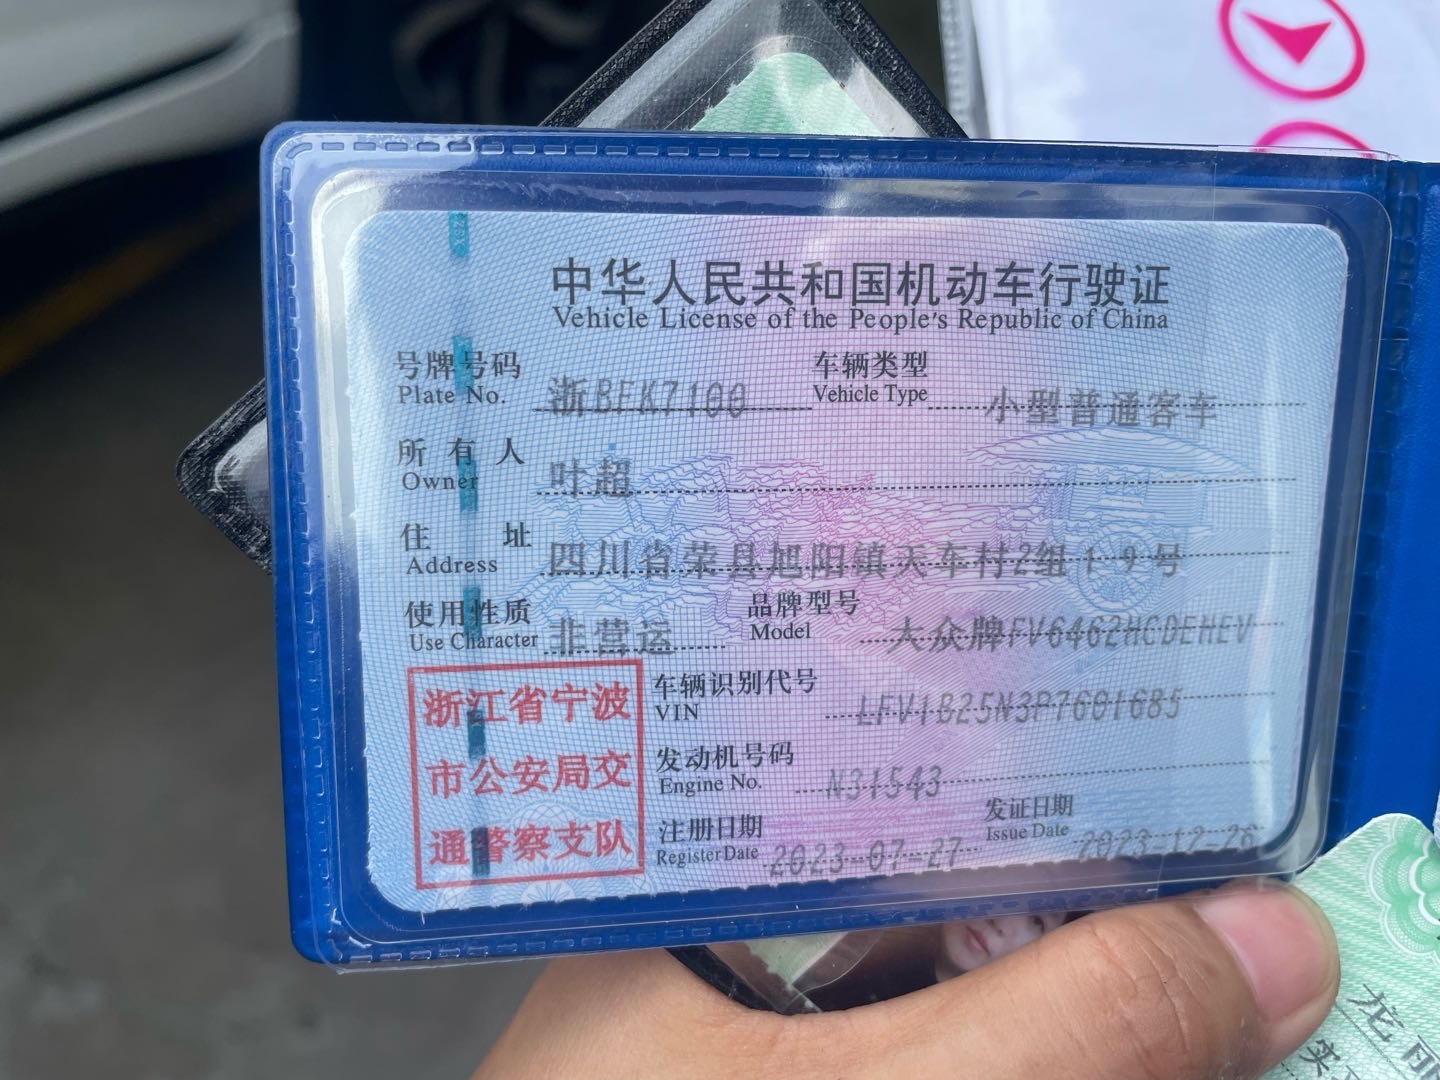 中华人民共和国机动车行驶证
Vehicle License of the People's Republic of China
号牌号码 浙BFK7100 车辆类型 小型普通客车
Plate No. Vehicle Type
所有人 叶超
Owner
住址 四川省荣县旭阳镇天车村2组19号
Address
使用性质 非营运 品牌型号 大众牌FV6462HCDEHEV
Use Character Model
浙江省宁波
市公安局交
通警察支队
车辆识别代号 LFV1B25N3P7601685
VIN
发动机号码 N31543
Engine No.
注册日期 2023-07-27 发证日期 2023-12-26
Register Date Issue Date